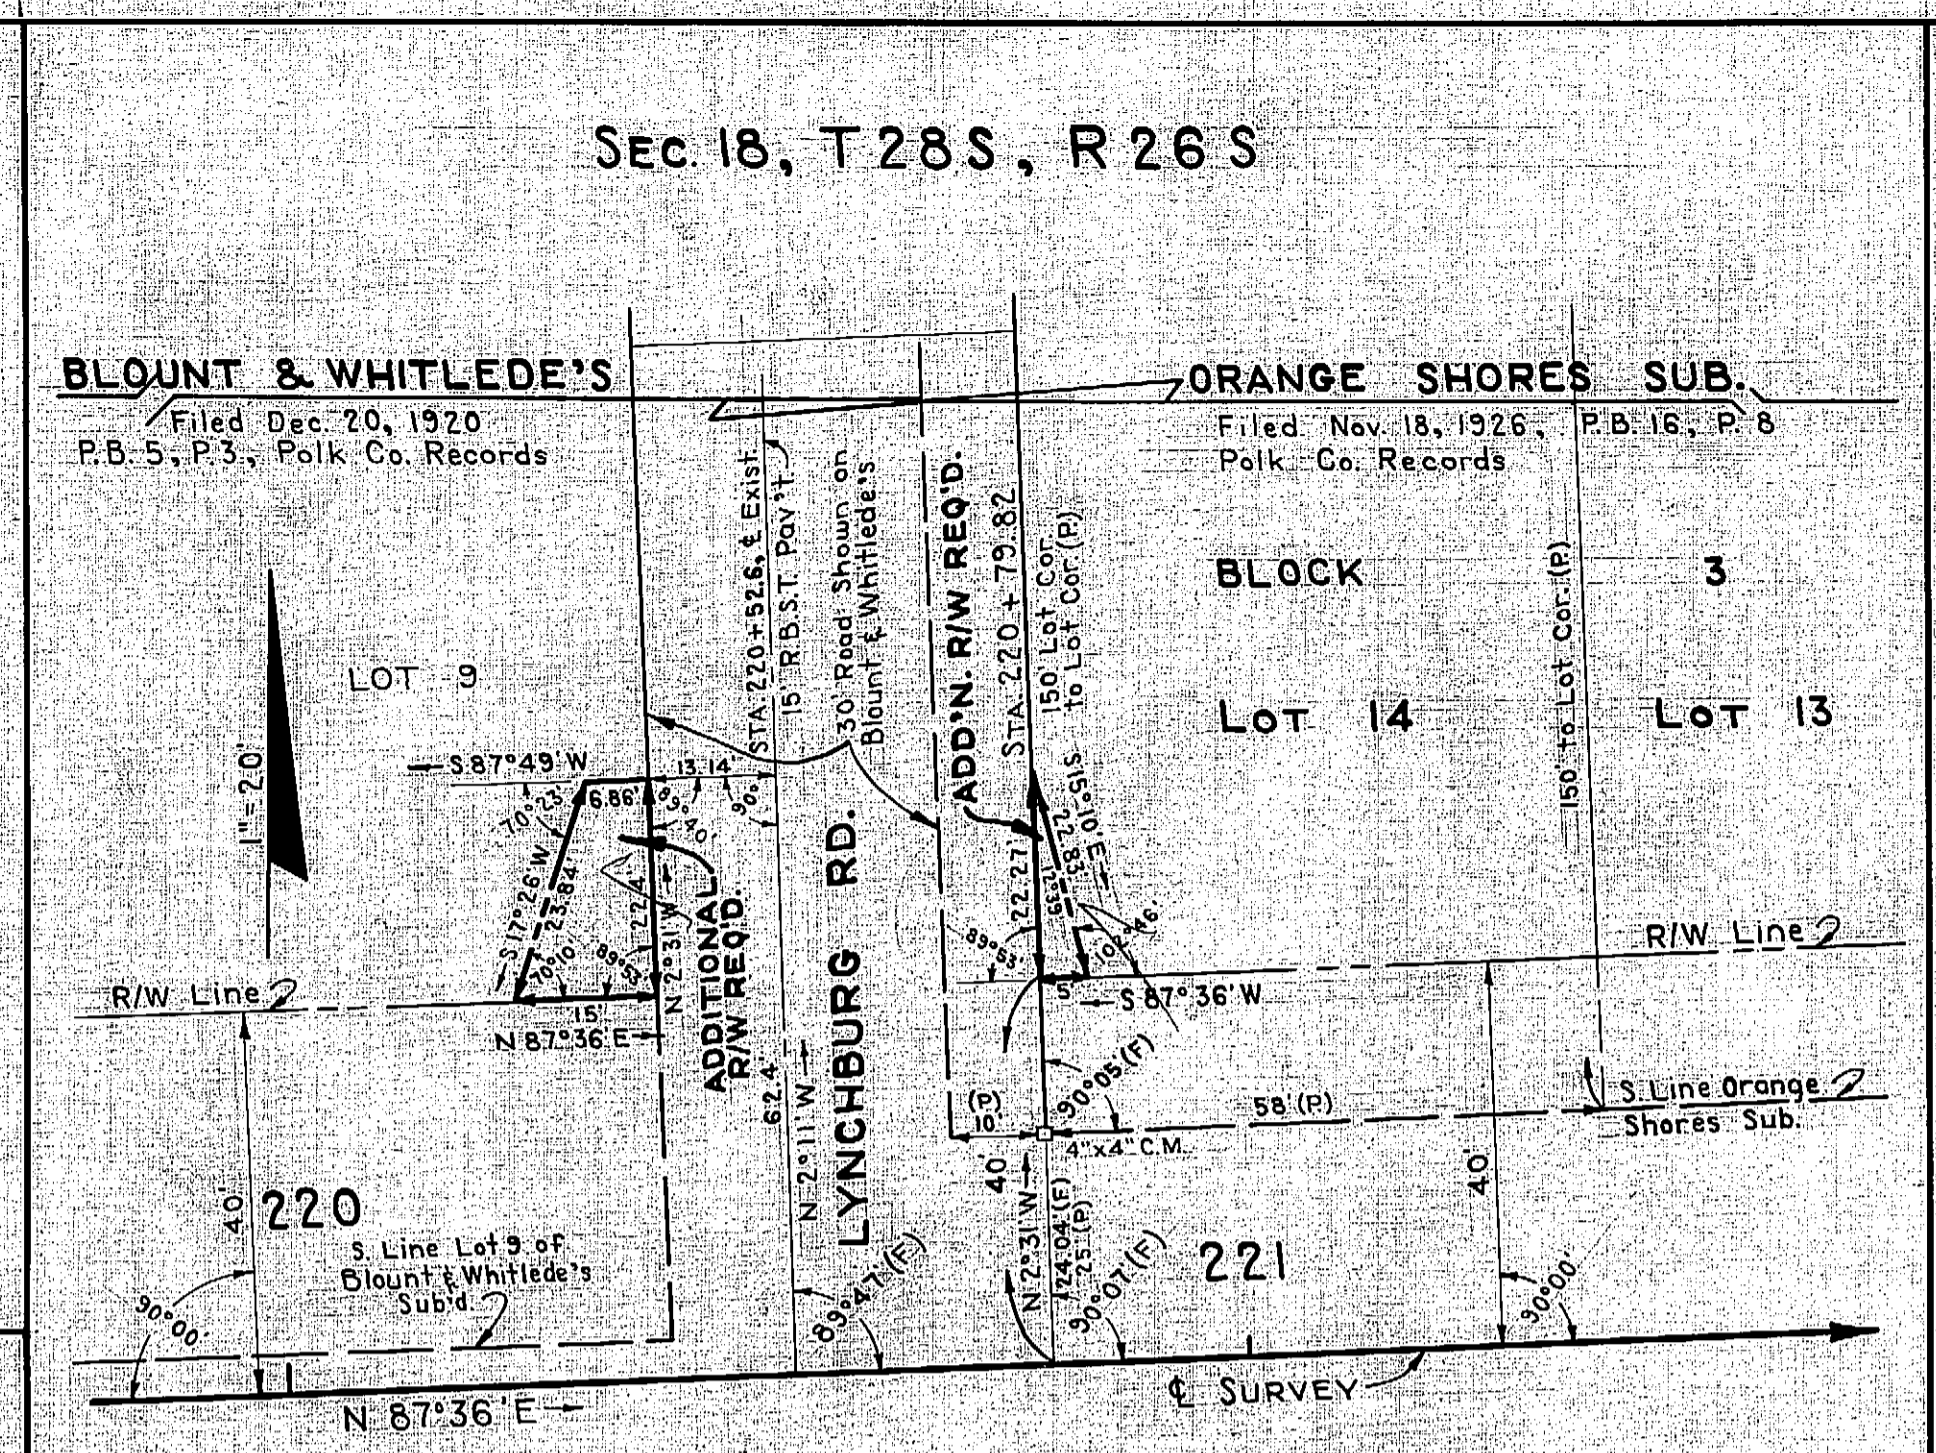 SEC. 18, T 28 S, R 26 S
BLOUNT & WHITLEDE'S
Filed Dec. 20, 1920
P.B. 5, P. 3, Polk Co. Records
ORANGE SHORES SUB.
Filed Nov. 18, 1926, P.B. 16, P. 8
Polk Co. Records
STA. 220+52.6, ℄ Exist.
15' R.B.S.T. Pav't.
30' Road Shown on
Blount & Whitlede's
ADD'N. R/W REQ'D.
STA. 220 + 79.82
150' Lot Cor.
to Lot Cor. (P.)
BLOCK 3
150' to Lot Cor. (P.)
LOT 9
LOT 14
LOT 13
1" = 20'
S 87°49' W
13.14'
6.86'
70°23'
89°40'
90°
S 17°26' W
23.84'
22.24'
N 2°31' W
70°10'
89°53'
15'
N 87°36' E
R/W Line
ADDITIONAL
R/W REQ'D.
62.4'
N 2°11' W
LYNCHBURG RD.
S 15°10' E
22.83'
22.27'
12°39'
89°53'
102°46'
5'
S 87°36' W
R/W Line
90°05' (F)
(P)
10'
4"x4" C.M.
58' (P.)
S. Line Orange
Shores Sub.
40'
40'
40'
220
S. Line Lot 9 of
Blount & Whitlede's
Sub'd.
90°00'
89°47' (F)
N 2°31' W
24.04' (F)
25' (P)
90°07' (F)
221
90°00'
℄ SURVEY
N 87°36' E